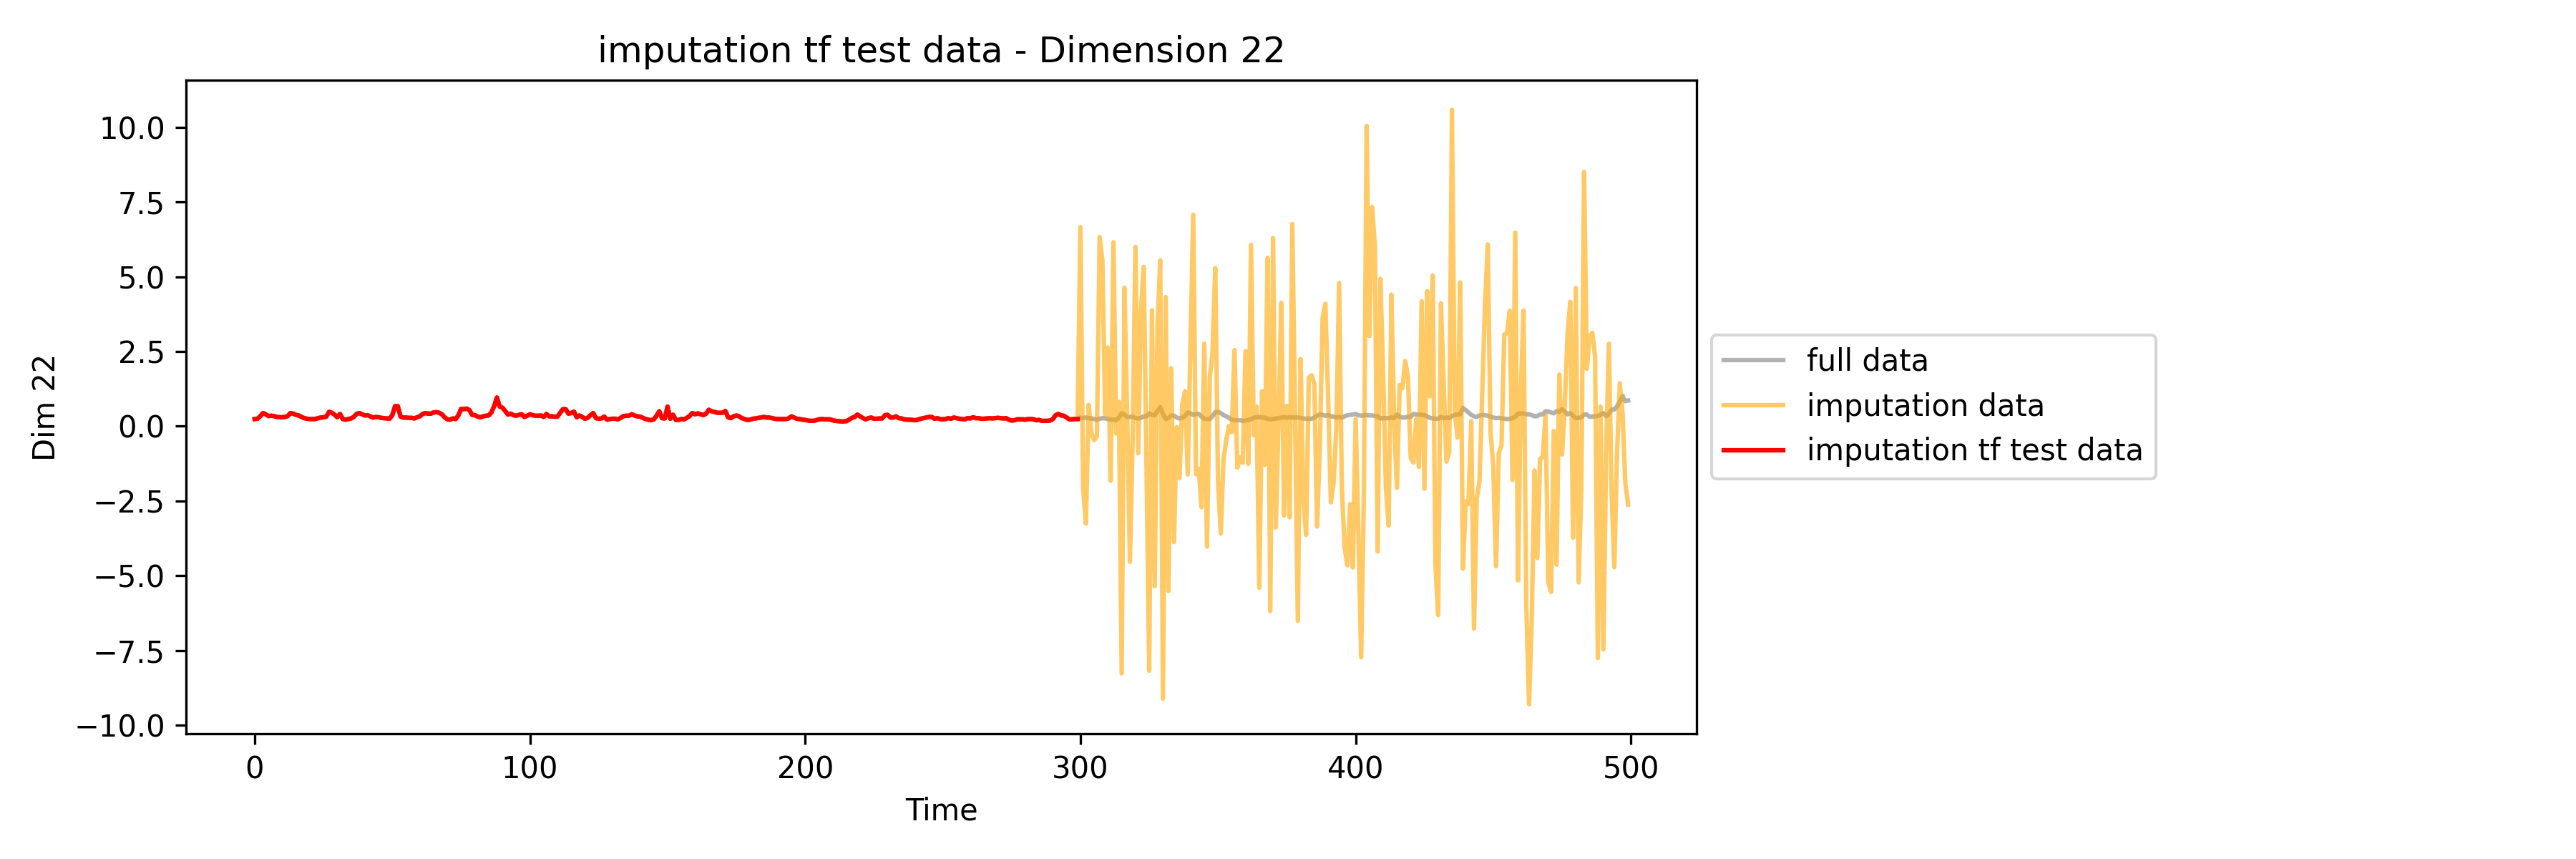 imputation tf test data - Dimension 22
10.0
7.5
5.0
2.5
0.0
−2.5
−5.0
−7.5
−10.0
Dim 22
0 100 200 300 400 500
Time
full data
imputation data
imputation tf test data